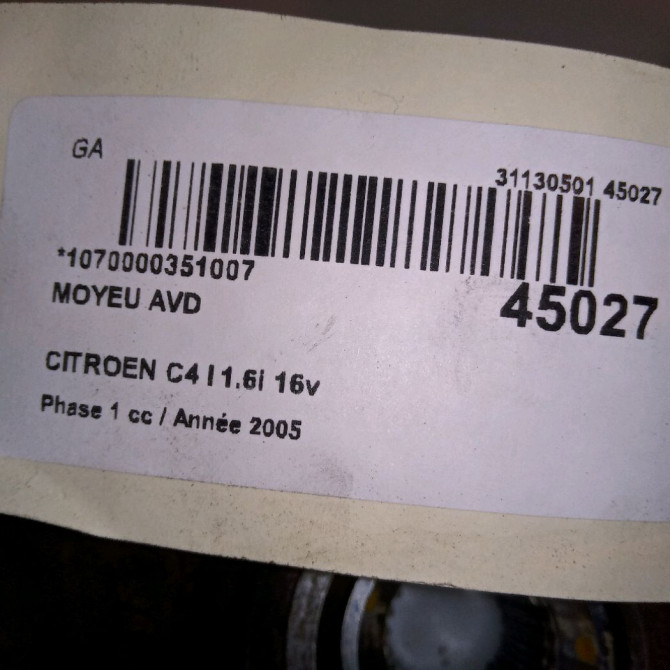 GA
31130501 45027
*1070000351007
45027
MOYEU AVD
CITROEN C4 I 1.6i 16v
Phase 1 cc / Année 2005